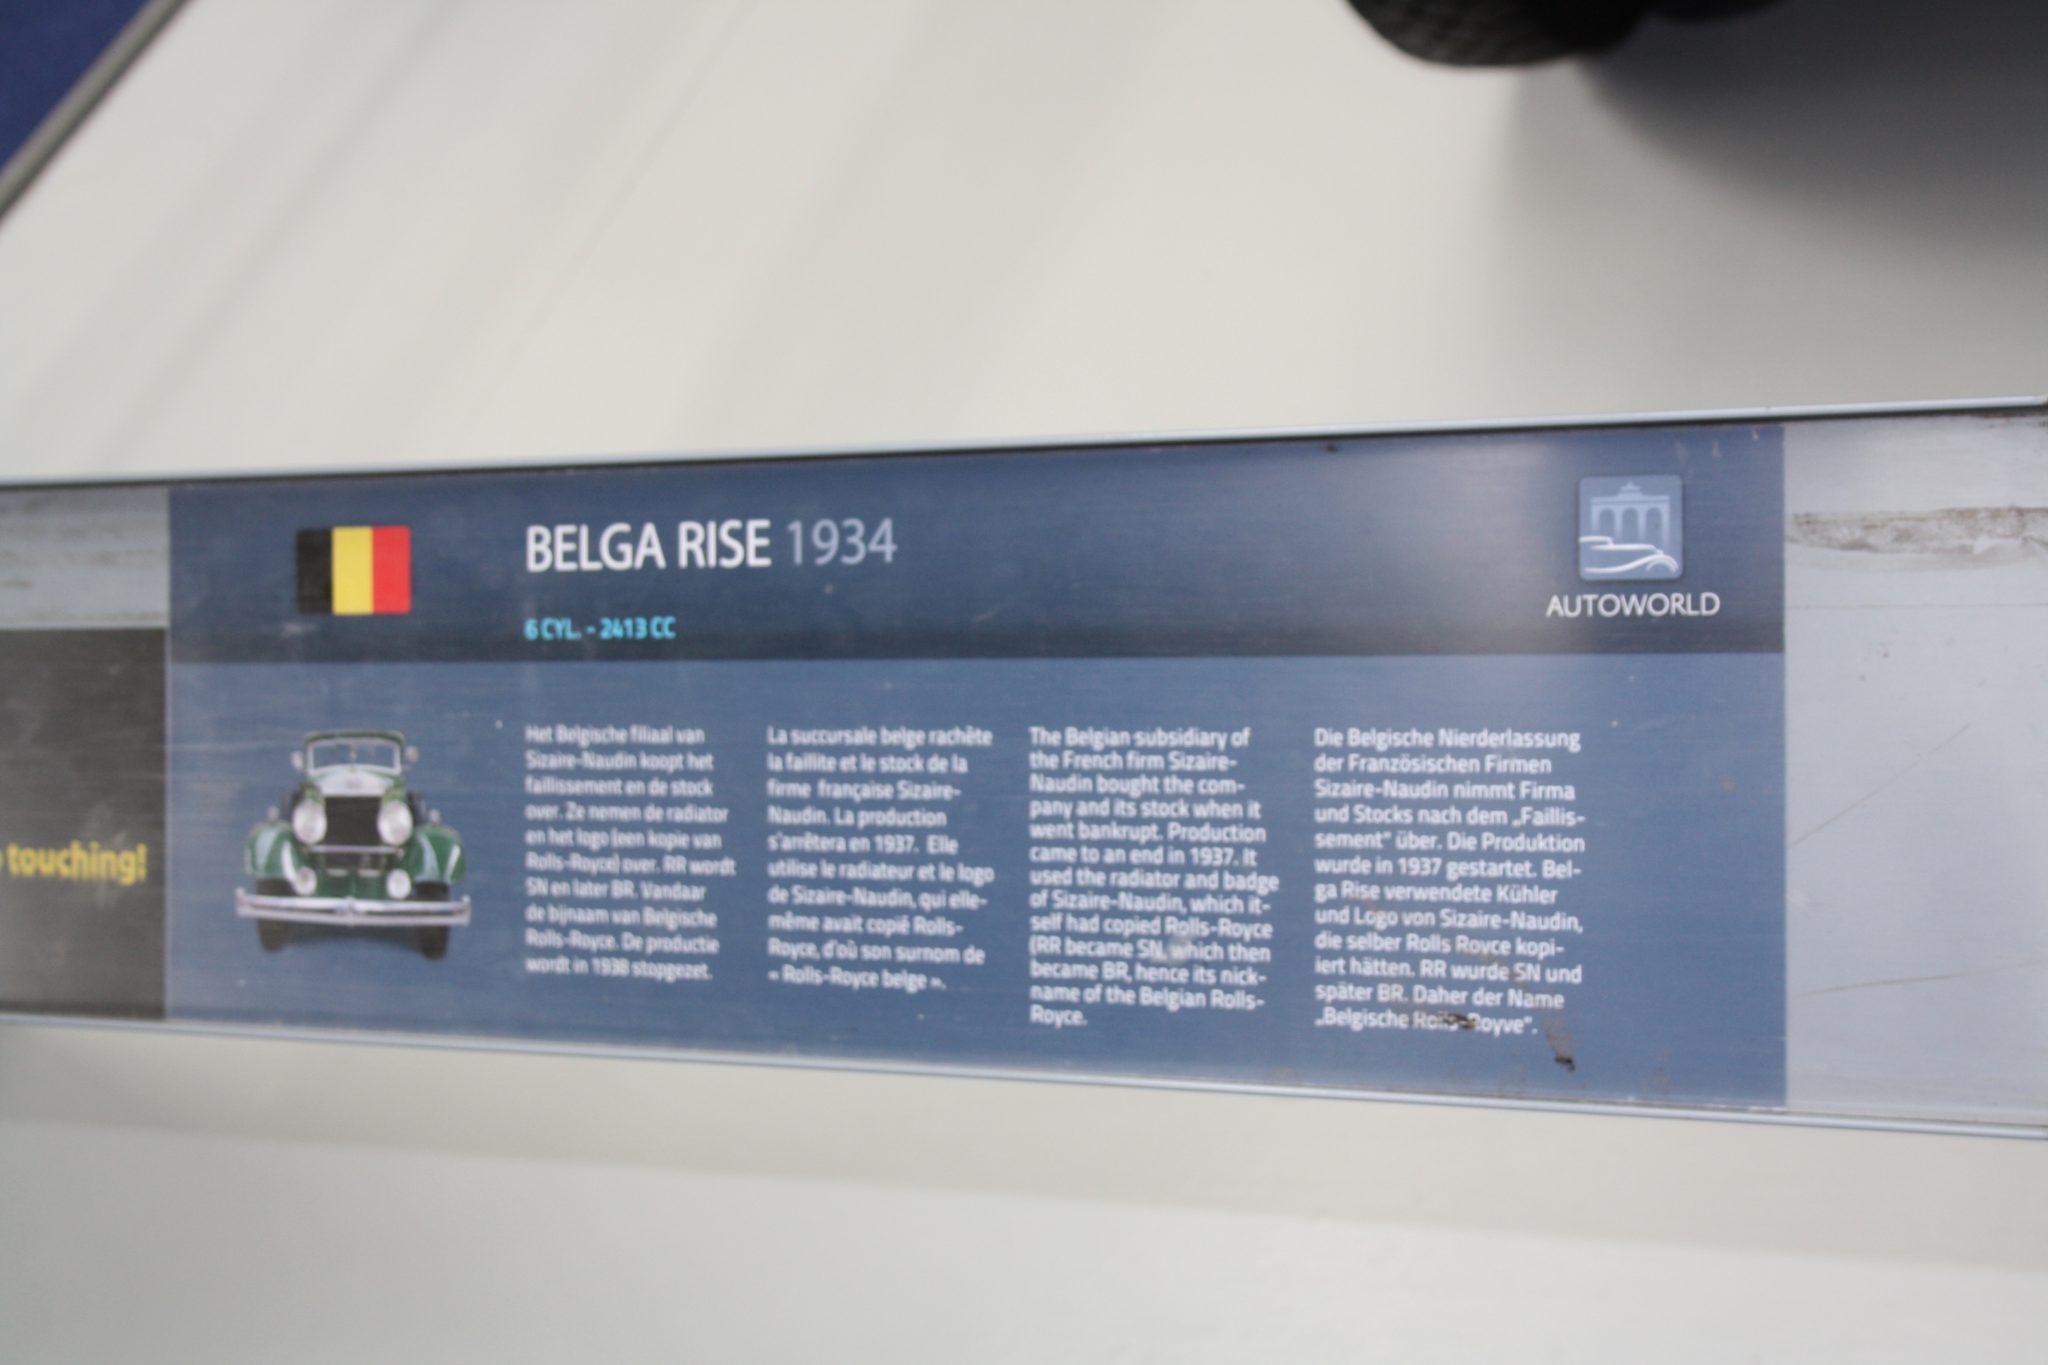 BELGA RISE 1934
6 CYL. - 2413 CC
AUTOWORLD
touching!
Het Belgische filiaal van
Sizaire-Naudin koopt het
faillissement en de stock
over. Ze nemen de radiator
en het logo (een kopie van
Rolls-Royce) over. RR wordt
SN en later BR. Vandaar
de bijnaam van Belgische
Rolls-Royce. De productie
wordt in 1938 stopgezet.
La succursale belge rachète
la faillite et le stock de la
firme française Sizaire-
Naudin. La production
s'arrêtera en 1937. Elle
utilise le radiateur et le logo
de Sizaire-Naudin, qui elle-
même avait copié Rolls-
Royce, d'où son surnom de
« Rolls-Royce belge ».
The Belgian subsidiary of
the French firm Sizaire-
Naudin bought the com-
pany and its stock when it
went bankrupt. Production
came to an end in 1937. It
used the radiator and badge
of Sizaire-Naudin, which it-
self had copied Rolls-Royce
(RR became SN, which then
became BR, hence its nick-
name of the Belgian Rolls-
Royce.
Die Belgische Nierderlassung
der Französischen Firmen
Sizaire-Naudin nimmt Firma
und Stocks nach dem „Faillis-
sement" über. Die Produktion
wurde in 1937 gestartet. Bel-
ga Rise verwendete Kühler
und Logo von Sizaire-Naudin,
die selber Rolls Royce kopi-
iert hätten. RR wurde SN und
später BR. Daher der Name
„Belgische Rolls-Royve".